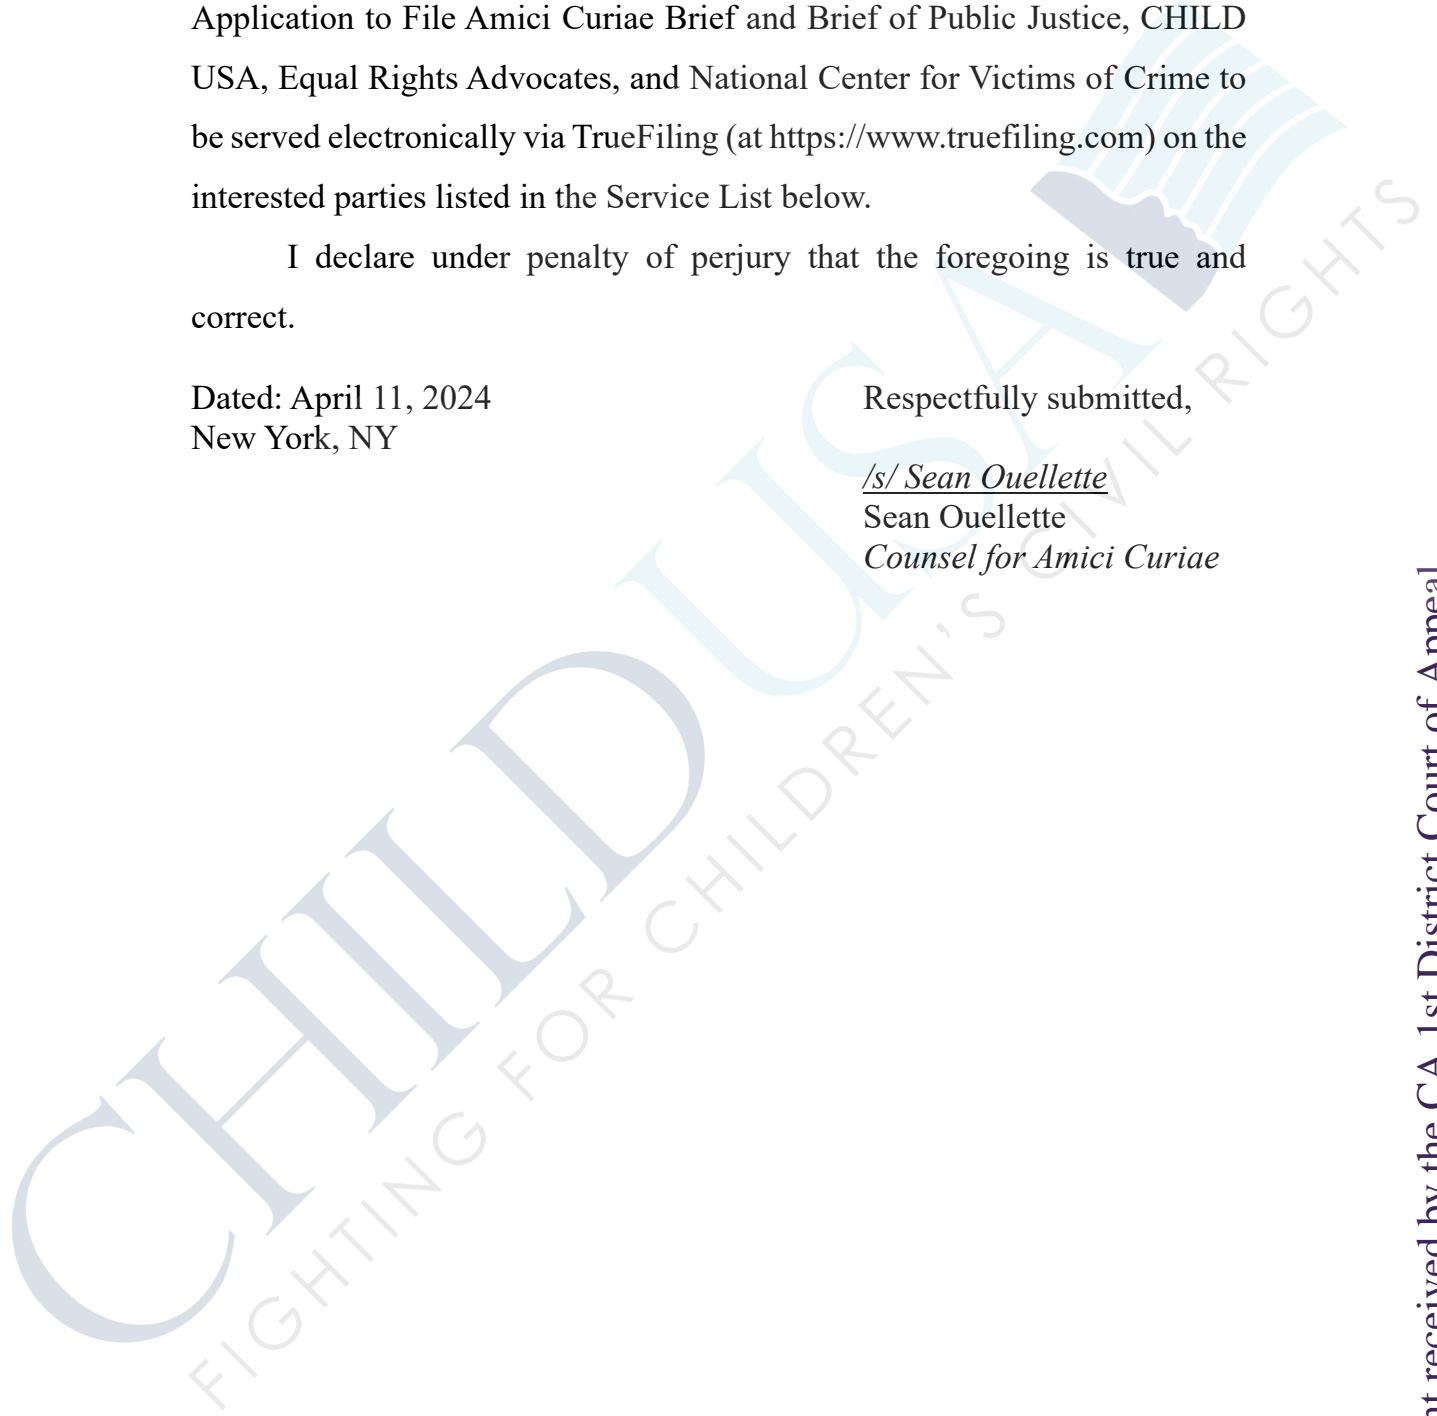 Application to File Amici Curiae Brief and Brief of Public Justice, CHILD
USA, Equal Rights Advocates, and National Center for Victims of Crime to
be served electronically via TrueFiling (at https://www.truefiling.com) on the
interested parties listed in the Service List below.
I declare under penalty of perjury that the foregoing is true and
correct.
Dated: April 11, 2024
New York, NY
Respectfully submitted,
/s/ Sean Ouellette
Sean Ouellette
Counsel for Amici Curiae
CHILD USA
FIGHTING FOR CHILDREN'S CIVIL RIGHTS
received by the CA 1st District Court of Appeal